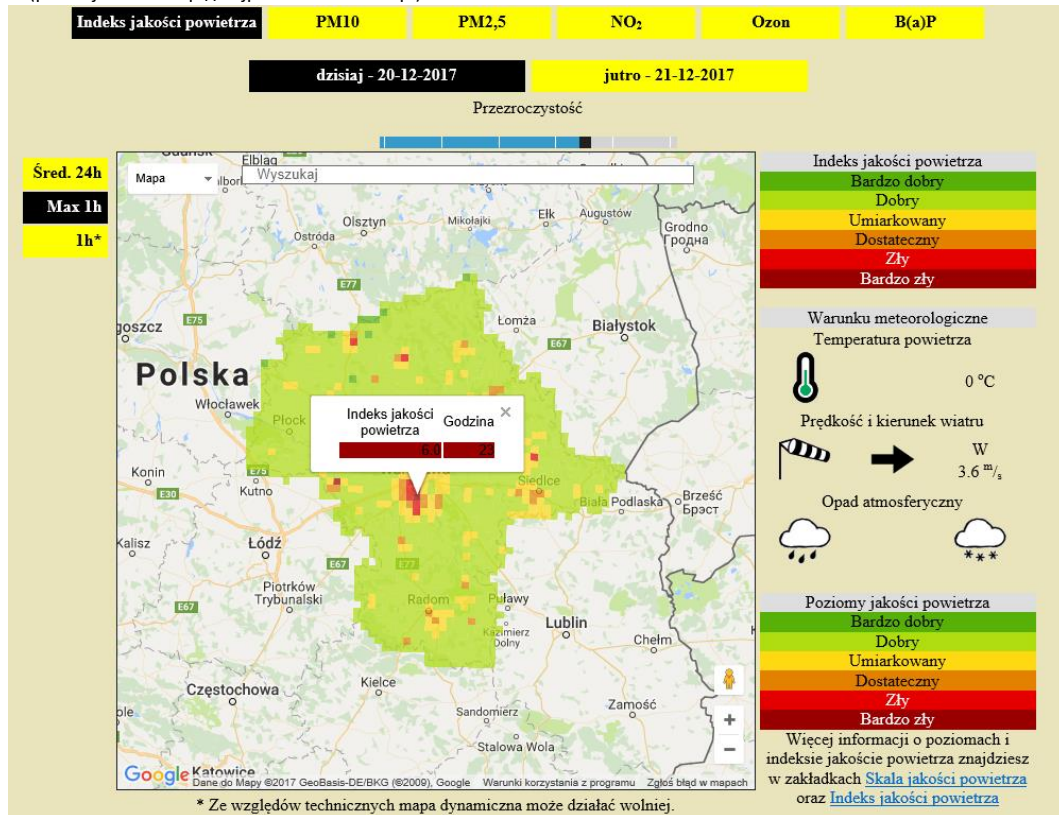 Indeks jakości powietrza PM10 PM2,5 NO₂ Ozon B(a)P
dzisiaj - 20-12-2017 jutro - 21-12-2017
Przezroczystość
Śred. 24h
Max 1h
1h*
Mapa
Wyszukaj
Elbląg
Olsztyn
Mikołajki
Ełk
Augustów
Grodno
Гродна
Ostróda
E77
E75
Łomża
Białystok
E67
goszcz
Polska
Włocławek
Płock
Indeks jakości
powietrza
Godzina
6.0 23
Konin
E30
E75
Kutno
Siedlce
Biała Podlaska
Brześć
Брэст
Kalisz
Łódź
E67
E77
Piotrków
Trybunalski
E67
Radom
Puławy
Kazimierz
Dolny
Lublin
Chełm
Częstochowa
Kielce
Sandomierz
Zamość
Stalowa Wola
Katowice
Google
Dane do Mapy ©2017 GeoBasis-DE/BKG (©2009), Google Warunki korzystania z programu Zgłoś błąd w mapach
* Ze względów technicznych mapa dynamiczna może działać wolniej.
Indeks jakości powietrza
Bardzo dobry
Dobry
Umiarkowany
Dostateczny
Zły
Bardzo zły
Warunku meteorologiczne
Temperatura powietrza
0 °C
Prędkość i kierunek wiatru
W
3.6 m/s
Opad atmosferyczny
Poziomy jakości powietrza
Bardzo dobry
Dobry
Umiarkowany
Dostateczny
Zły
Bardzo zły
Więcej
informacji o poziomach i
indeksie jakoście powietrza znajdziesz
w zakładkach Skala jakości powietrza
oraz Indeks jakości powietrza